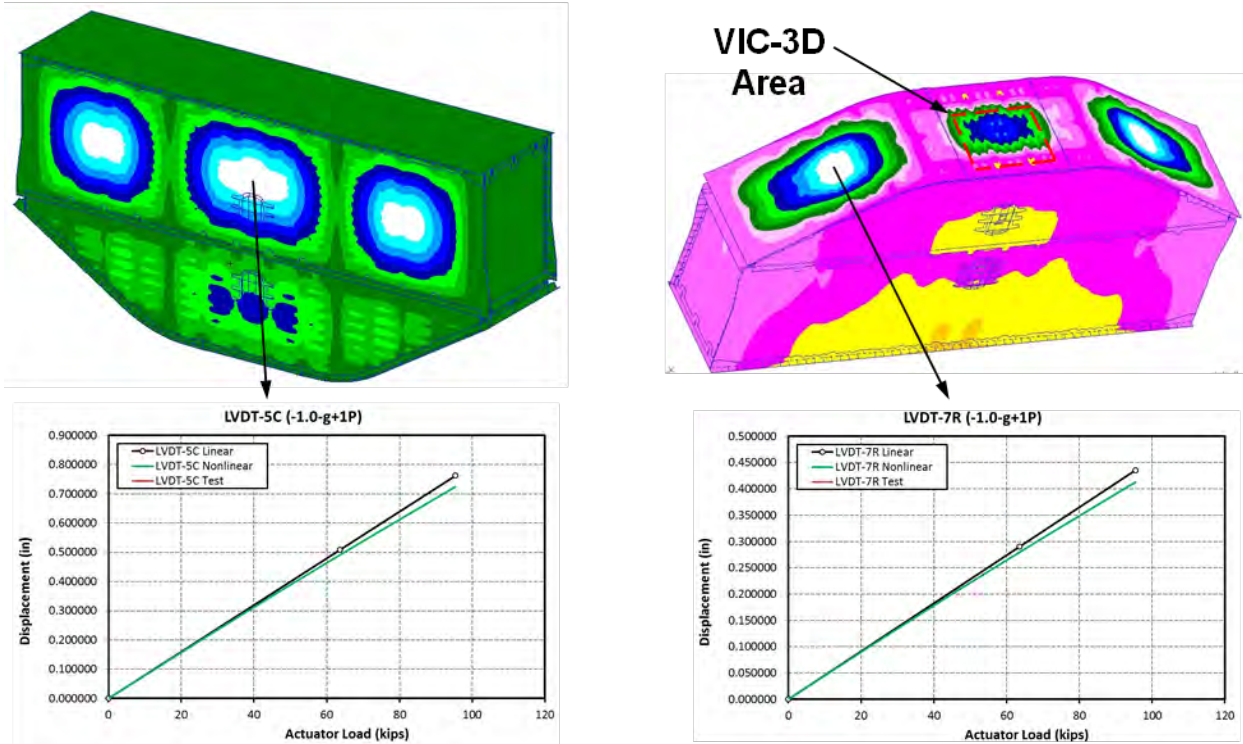 VIC-3D
Area
LVDT-5C (-1.0-g+1P)
LVDT-5C Linear
LVDT-5C Nonlinear
LVDT-5C Test
0.900000
0.800000
0.700000
0.600000
0.500000
0.400000
0.300000
0.200000
0.100000
0.000000
Displacement (in)
0 20 40 60 80 100 120
Actuator Load (kips)
LVDT-7R (-1.0-g+1P)
LVDT-7R Linear
LVDT-7R Nonlinear
LVDT-7R Test
0.500000
0.450000
0.400000
0.350000
0.300000
0.250000
0.200000
0.150000
0.100000
0.050000
0.000000
Displacement (in)
0 20 40 60 80 100 120
Actuator Load (kips)